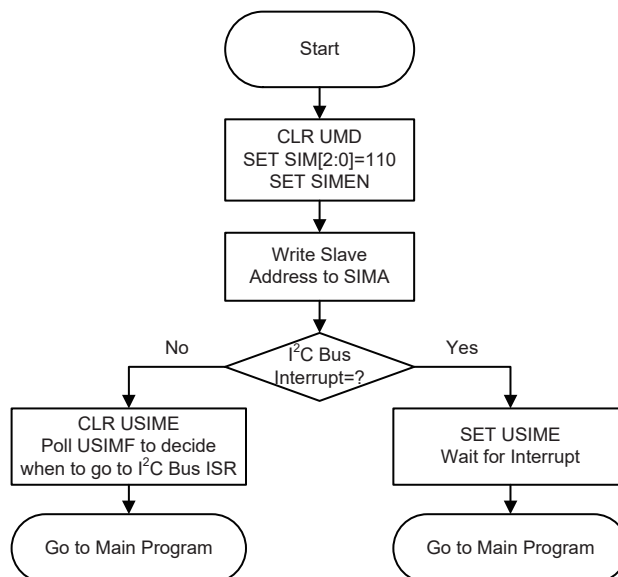 Start
CLR UMD
SET SIM[2:0]=110
SET SIMEN
Write Slave
Address to SIMA
I²C Bus
Interrupt=?
No
Yes
CLR USIME
Poll USIMF to decide
when to go to I²C Bus ISR
SET USIME
Wait for Interrupt
Go to Main Program
Go to Main Program